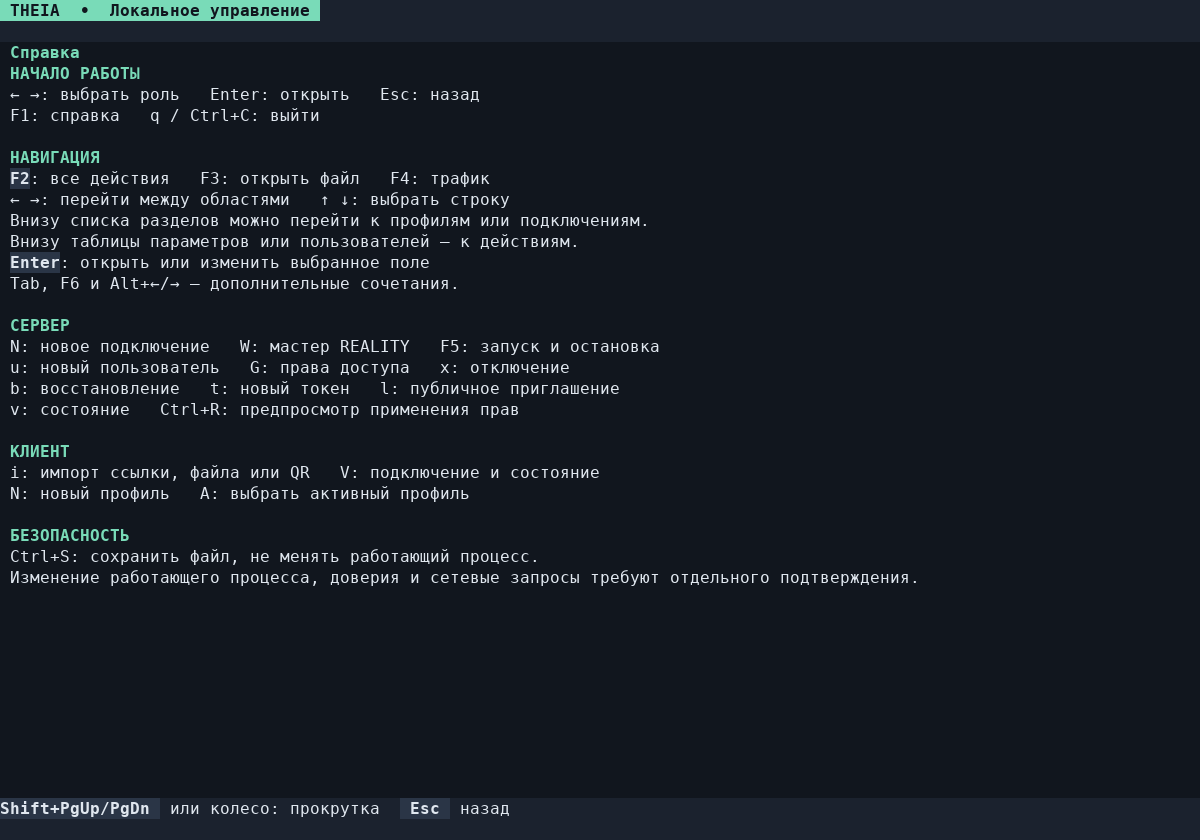 THEIA • Локальное управление
Справка
НАЧАЛО РАБОТЫ
← →: выбрать роль Enter: открыть Esc: назад
F1: справка q / Ctrl+C: выйти
НАВИГАЦИЯ
F2: все действия F3: открыть файл F4: трафик
← →: перейти между областями ↑ ↓: выбрать строку
Внизу списка разделов можно перейти к профилям или подключениям.
Внизу таблицы параметров или пользователей — к действиям.
Enter: открыть или изменить выбранное поле
Tab, F6 и Alt+←/→ — дополнительные сочетания.
СЕРВЕР
N: новое подключение W: мастер REALITY F5: запуск и остановка
u: новый пользователь G: права доступа x: отключение
b: восстановление t: новый токен l: публичное приглашение
v: состояние Ctrl+R: предпросмотр применения прав
КЛИЕНТ
i: импорт ссылки, файла или QR V: подключение и состояние
N: новый профиль A: выбрать активный профиль
БЕЗОПАСНОСТЬ
Ctrl+S: сохранить файл, не менять работающий процесс.
Изменение работающего процесса, доверия и сетевые запросы требуют отдельного подтверждения.
Shift+PgUp/PgDn или колесо: прокрутка Esc назад